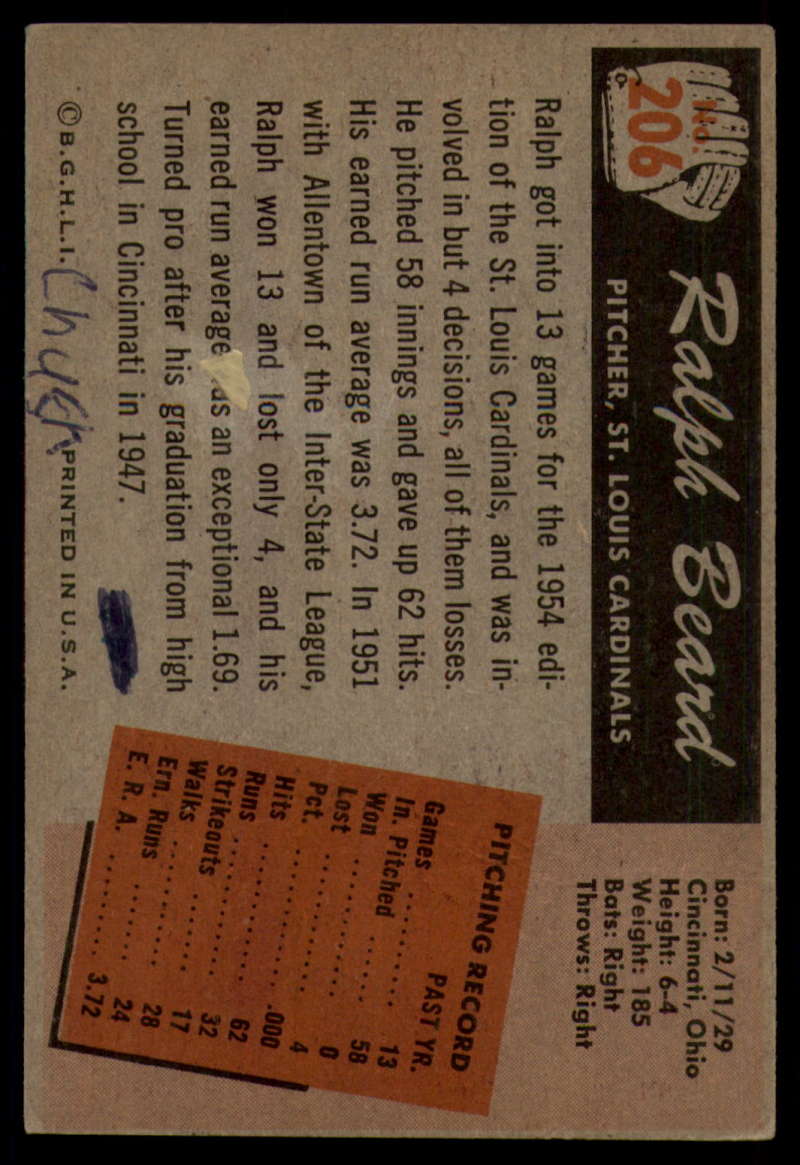 No.
206
Ralph Beard
PITCHER, ST. LOUIS CARDINALS
Born: 2/11/29
Cincinnati, Ohio
Height: 6-4
Weight: 185
Bats: Right
Throws: Right
Ralph got into 13 games for the 1954 edi-
tion of the St. Louis Cardinals, and was in-
volved in but 4 decisions, all of them losses.
He pitched 58 innings and gave up 62 hits.
His earned run average was 3.72. In 1951
with Allentown of the Inter-State League,
Ralph won 13 and lost only 4, and his
earned run average as an exceptional 1.69.
Turned pro after his graduation from high
school in Cincinnati in 1947.
PITCHING RECORD
PAST YR.
Games ......... 13
In. Pitched ...... 58
Won ......... 0
Lost ......... 4
Pct. ......... .000
Hits ......... 62
Runs ......... 32
Strikeouts ......... 17
Walks ......... 28
Ern. Runs ......... 24
E. R. A. ......... 3.72
© B.G.H.L.I. PRINTED IN U.S.A.